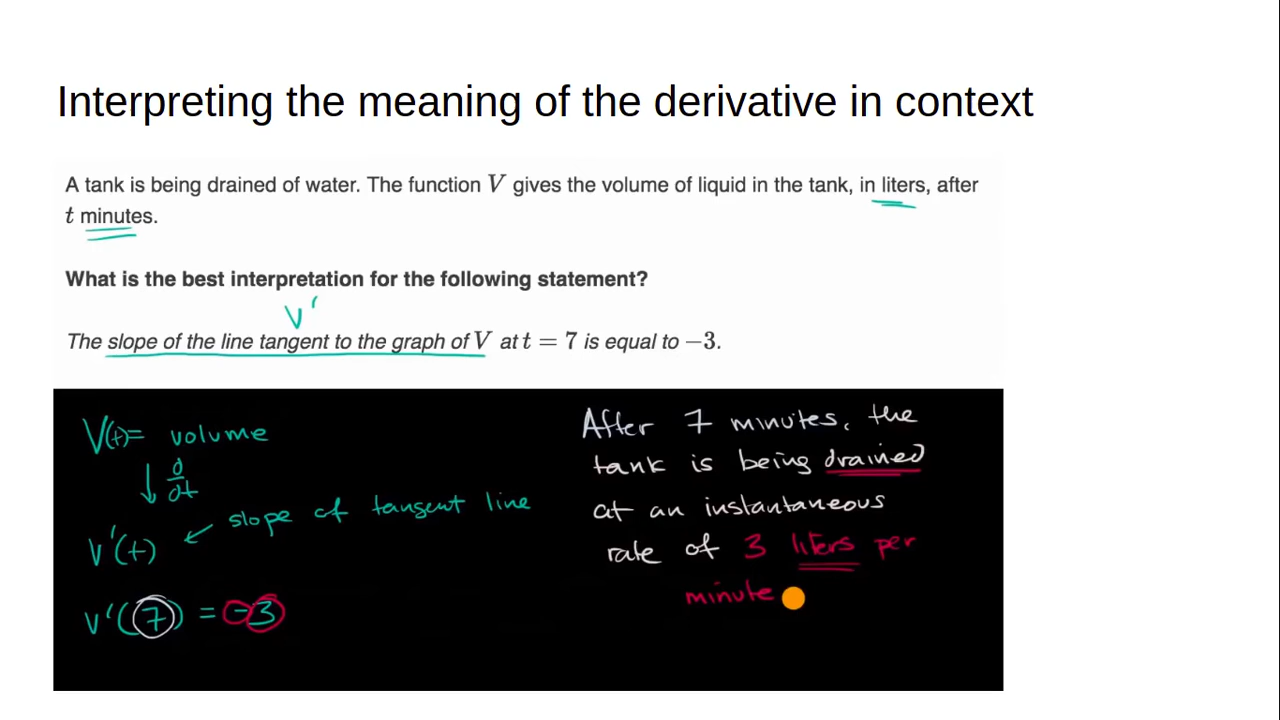 Interpreting the meaning of the derivative in context
A tank is being drained of water. The function V gives the volume of liquid in the tank, in liters, after
t minutes.
What is the best interpretation for the following statement?
V'
The slope of the line tangent to the graph of V at t = 7 is equal to −3.
V(t)= volume
d
dt
V'(t) ← slope of tangent line
V'(7) = -3
After 7 minutes, the
tank is being drained
at an instantaneous
rate of 3 liters per
minute